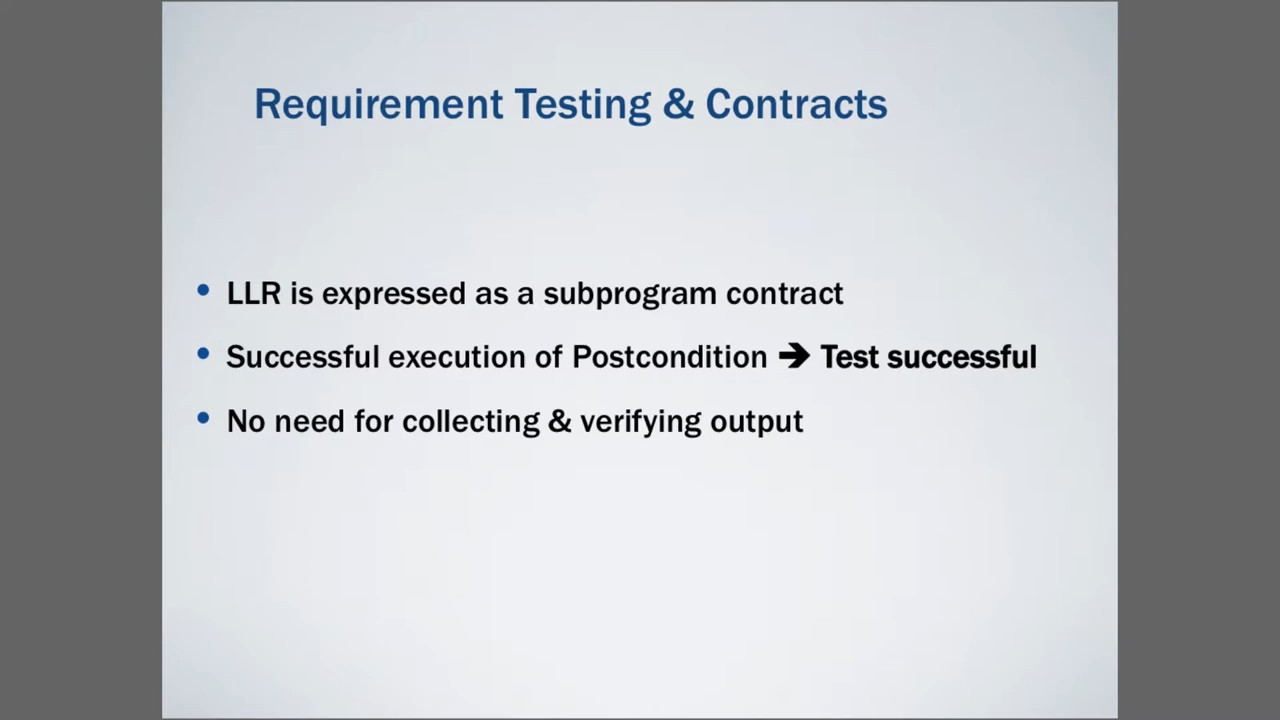 Requirement Testing & Contracts
• LLR is expressed as a subprogram contract
• Successful execution of Postcondition ➔ Test successful
• No need for collecting & verifying output